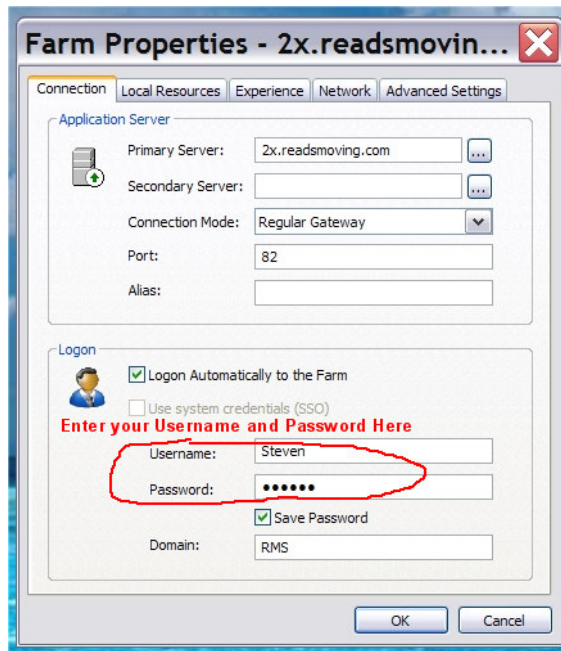 Farm Properties - 2x.readsmovin...
Connection Local Resources Experience Network Advanced Settings
Application Server
Primary Server: 2x.readsmoving.com ...
Secondary Server: ...
Connection Mode: Regular Gateway
Port: 82
Alias:
Logon
Logon Automatically to the Farm
Use system credentials (SSO)
Enter your Username and Password Here
Username: Steven
Password: ••••••
Save Password
Domain: RMS
OK Cancel